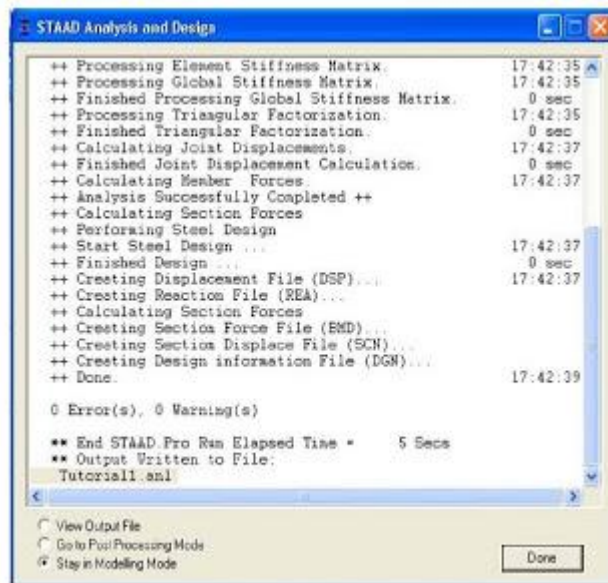 STAAD Analysis and Design
++ Processing Element Stiffness Matrix. 17:42:35
++ Processing Global Stiffness Matrix. 17:42:35
++ Finished Processing Global Stiffness Matrix. 0 sec
++ Processing Triangular Factorization. 17:42:35
++ Finished Triangular Factorization. 0 sec
++ Calculating Joint Displacements. 17:42:37
++ Finished Joint Displacement Calculation. 0 sec
++ Calculating Member Forces. 17:42:37
++ Analysis Successfully Completed ++
++ Calculating Section Forces
++ Performing Steel Design
++ Start Steel Design ... 17:42:37
++ Finished Design ... 0 sec
++ Creating Displacement File (DSP)... 17:42:37
++ Creating Reaction File (REA)...
++ Calculating Section Forces
++ Creating Section Force File (BMD)...
++ Creating Section Displace File (SCN)...
++ Creating Design information File (DGN)...
++ Done. 17:42:39
0 Error(s), 0 Warning(s)
** End STAAD.Pro Run Elapsed Time = 5 Secs
** Output Written to File:
Tutorial1.anl
View Output File
Go to Post Processing Mode
Stay in Modelling Mode
Done